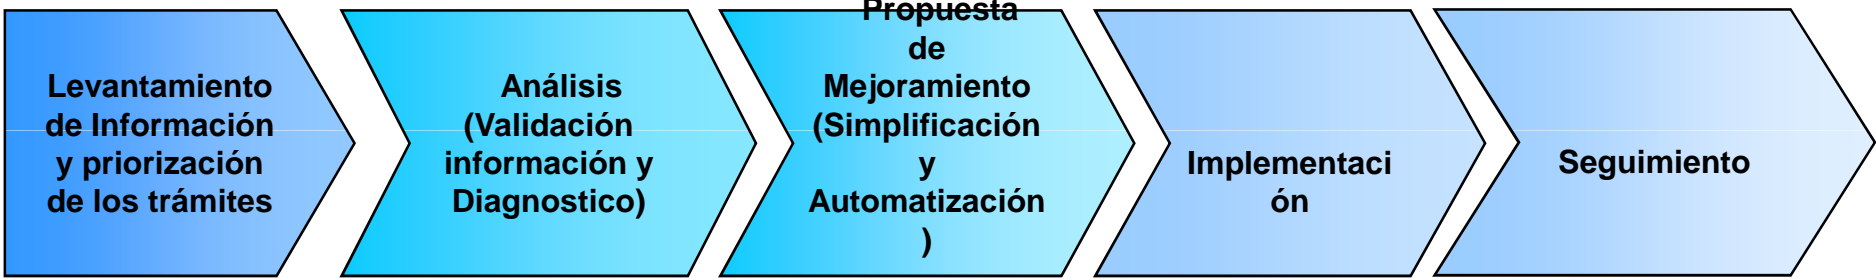 Levantamiento
de Información
y priorización
de los trámites
Análisis
(Validación
información y
Diagnostico)
Propuesta
de
Mejoramiento
(Simplificación
y
Automatización
)
Implementaci
ón
Seguimiento